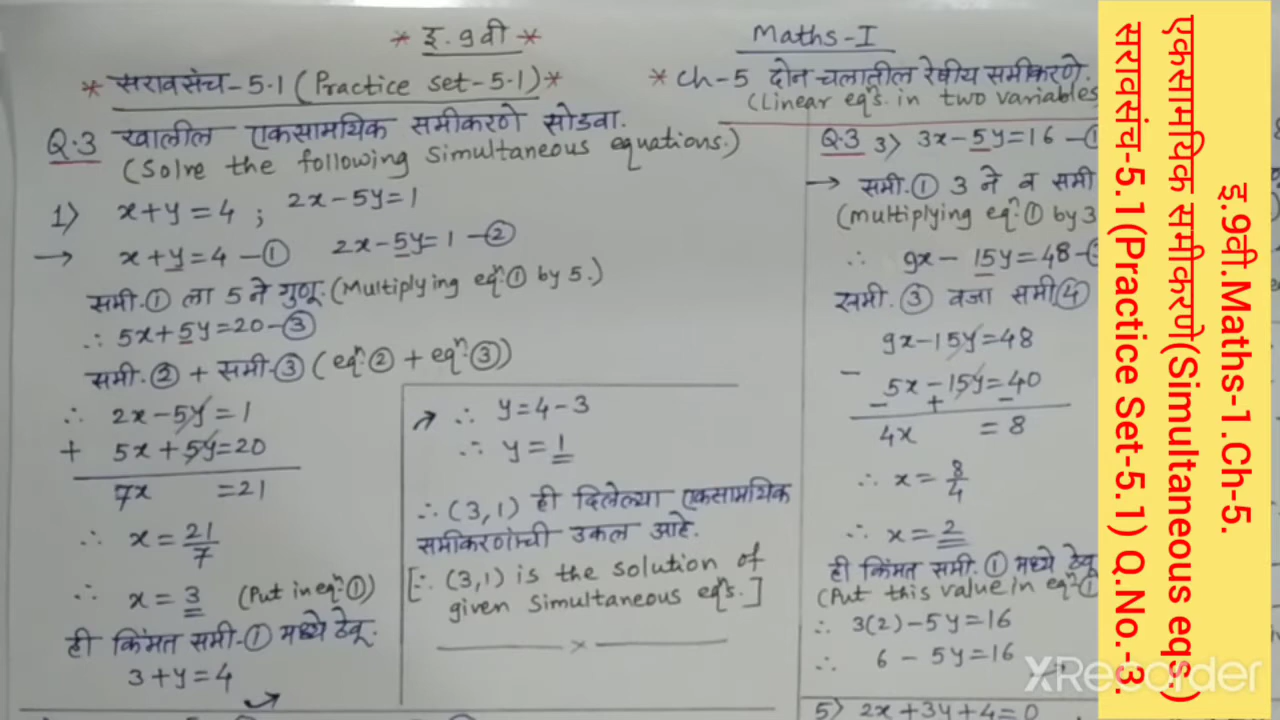 * इ. 9वी *
Maths-I
* सरावसंच-5.1 (Practice set-5.1) *
* Ch-5 दोन चलातील रेषीय समीकरणे.
(Linear eqⁿs. in two variables
Q.3 खालील एकसामयिक समीकरणे सोडवा.
(Solve the following simultaneous equations.)
1) x+y=4 ; 2x-5y=1
→ x+y=4 -① 2x-5y=1 -②
समी.① ला 5 ने गुणू. (Multiplying eqⁿ.① by 5.)
∴ 5x+5y=20-③
समी.② + समी.③ (eqⁿ.② + eqⁿ.③)
∴ 2x-5y=1
+ 5x+5y=20
7x =21
∴ x = 21/7
∴ x = 3 (Put in eqⁿ.①)
ही किंमत समी.① मध्ये ठेवू.
3+y=4
∴ y=4-3
∴ y=1
∴ (3,1) ही दिलेल्या एकसामयिक
समीकरणांची उकल आहे.
[∴ (3,1) is the solution of
given simultaneous eqⁿs.]
x
Q.3 3) 3x-5y=16 -①
→ समी.① 3 ने व समी
(multiplying eqⁿ.① by 3
∴ 9x- 15y=48-
समी.③ वजा समी④
9x-15y=48
- 5x-15y=40
- + -
4x =8
∴ x = 8/4
∴ x = 2
ही किंमत समी.① मध्ये ठेवू
(Put this value in eqⁿ.①
∴ 3(2)-5y=16
∴ 6-5y=16
5) 2x+3y+4=0
इ.9वी.Maths-1.Ch-5.
एकसामयिक समीकरणे(Simultaneous eqs.)
सरावसंच-5.1(Practice Set-5.1) Q.No.-3.
XRecorder